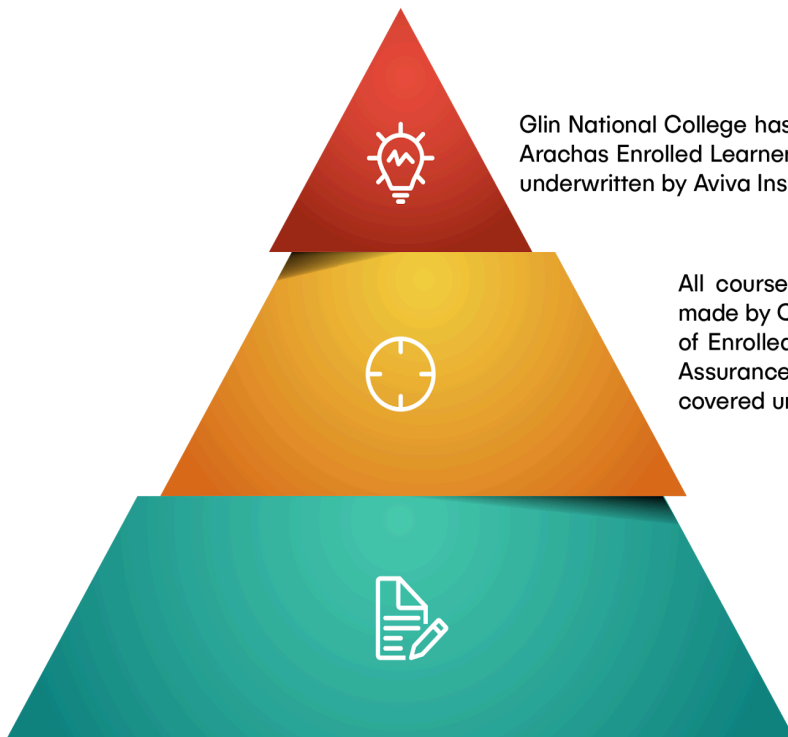 Glin National College has
Arachas Enrolled Learner
underwritten by Aviva Ins
All course
made by
of Enrolled
Assurance
covered